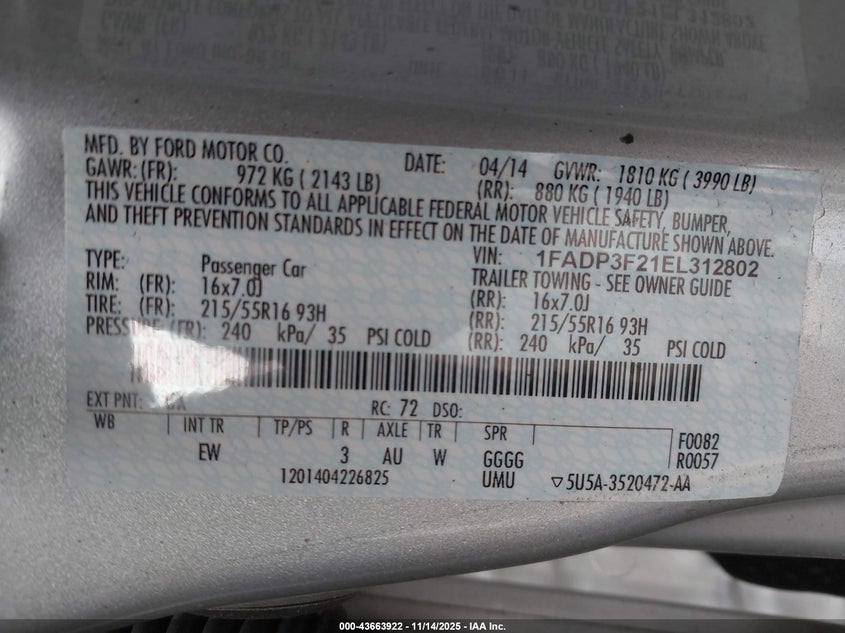 MFD. BY FORD MOTOR CO. DATE: 04/14 GVWR: 1810 KG ( 3990 LB)
GAWR: (FR): 972 KG ( 2143 LB) (RR): 880 KG ( 1940 LB)
THIS VEHICLE CONFORMS TO ALL APPLICABLE FEDERAL MOTOR VEHICLE SAFETY, BUMPER,
AND THEFT PREVENTION STANDARDS IN EFFECT ON THE DATE OF MANUFACTURE SHOWN ABOVE.
VIN: 1FADP3F21EL312802
TYPE: Passenger Car TRAILER TOWING - SEE OWNER GUIDE
RIM: (FR): 16x7.0J (RR): 16x7.0J
TIRE: (FR): 215/55R16 93H (RR): 215/55R16 93H
PRESSURE (FR): 240 kPa/ 35 PSI COLD (RR): 240 kPa/ 35 PSI COLD
EXT PNT: RC: 72 DSO:
WB INT TR TP/PS R AXLE TR SPR F0082
EW 3 AU W GGGG R0057
1201404226825 UMU ▽5U5A-3520472-AA
000-43663922 - 11/14/2025 - IAA Inc.